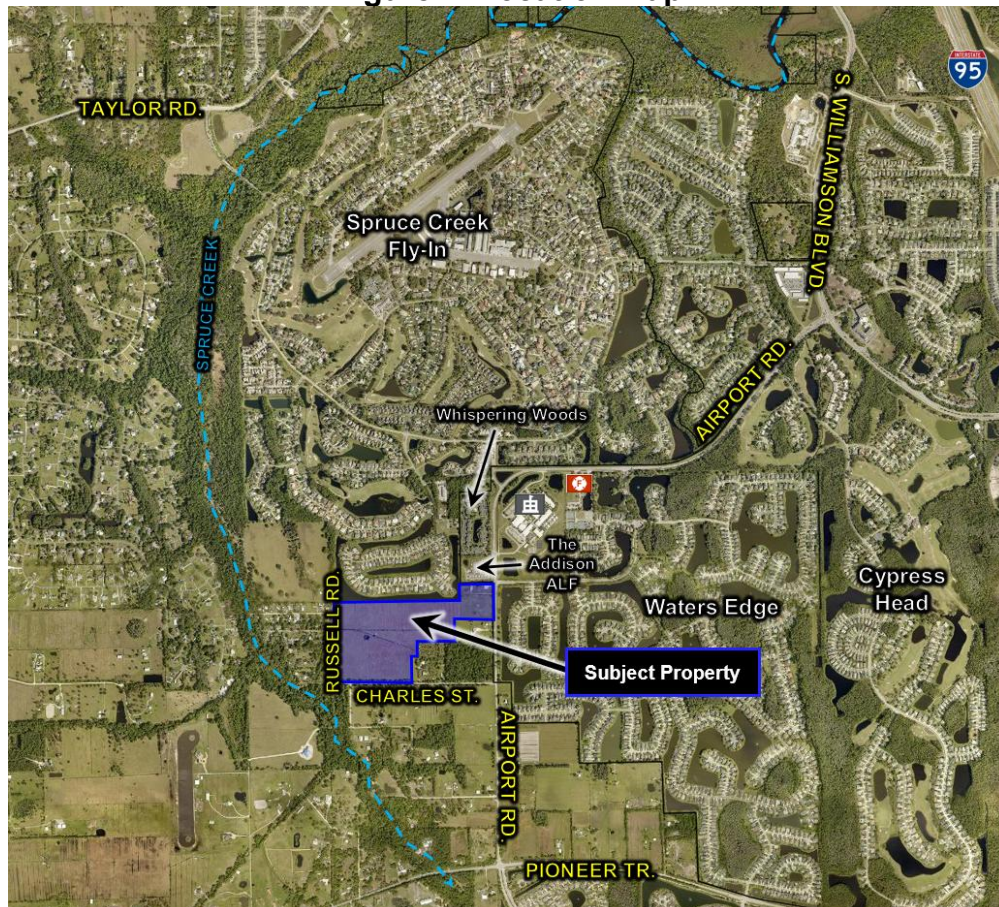 INTERSTATE
95
TAYLOR RD.
S. WILLIAMSON BLVD.
Spruce Creek
Fly-In
SPRUCE CREEK
AIRPORT RD.
Whispering Woods
F
The
Addison
ALF
Cypress
Head
Waters Edge
RUSSELL RD.
Subject Property
CHARLES ST.
AIRPORT RD.
PIONEER TR.